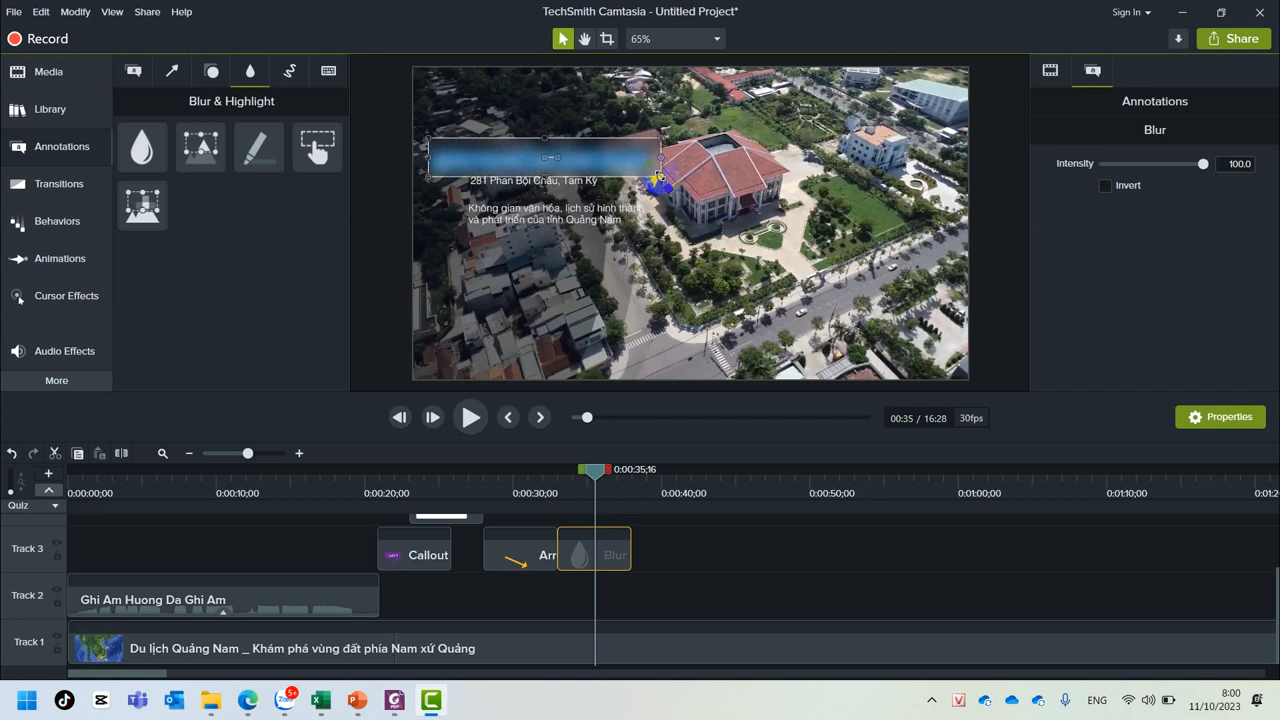 TechSmith Camtasia - Untitled Project*
File Edit Modify View Share Help
Sign In
Record
65%
Share
Media
Library
Annotations
Transitions
Behaviors
Animations
Cursor Effects
Audio Effects
More
Blur & Highlight
281 Phan Bội Châu, Tam Kỳ
Không gian văn hóa, lịch sử hình thành
và phát triển của tỉnh Quảng Nam
Annotations
Blur
Intensity 100.0
Invert
00:35 / 16:28 30fps
Properties
0:00:35;16
Quiz
0:00:00;00 0:00:10;00 0:00:20;00 0:00:30;00 0:00:40;00 0:00:50;00 0:01:00;00 0:01:10;00 0:01:2
Track 3 Callout Arr Blur
Track 2 Ghi Am Huong Da Ghi Am
Track 1 Du lịch Quảng Nam _ Khám phá vùng đất phía Nam xứ Quảng
Zalo 5+
8:00
11/10/2023